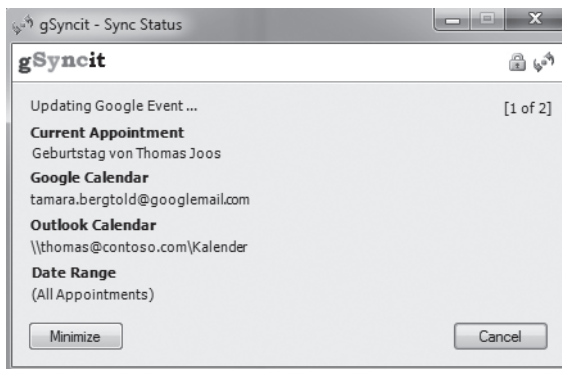 gSyncit - Sync Status
gSyncit
Updating Google Event ...
[1 of 2]
Current Appointment
Geburtstag von Thomas Joos
Google Calendar
tamara.bergtold@googlemail.com
Outlook Calendar
\\thomas@contoso.com\Kalender
Date Range
(All Appointments)
Minimize
Cancel